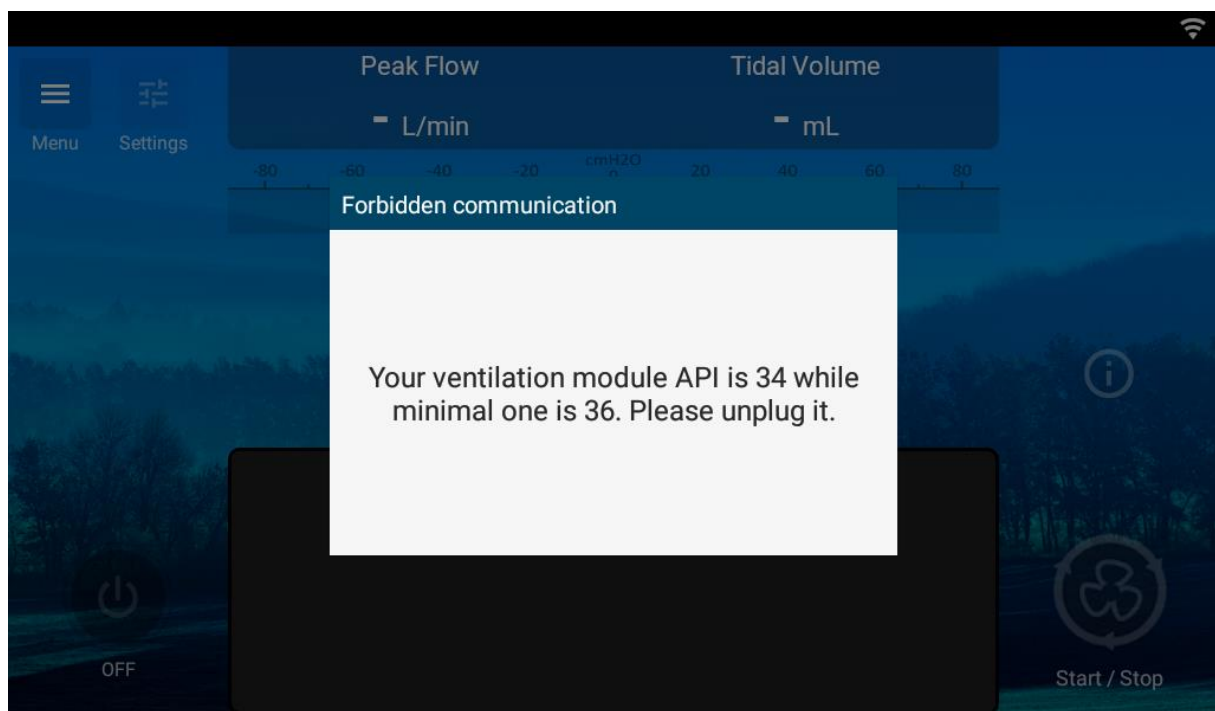 Peak Flow
Tidal Volume
- L/min
- mL
Menu
Settings
cmH2O
-80 -60 -40 -20 0 20 40 60 80
Forbidden communication
Your ventilation module API is 34 while
minimal one is 36. Please unplug it.
OFF
Start / Stop